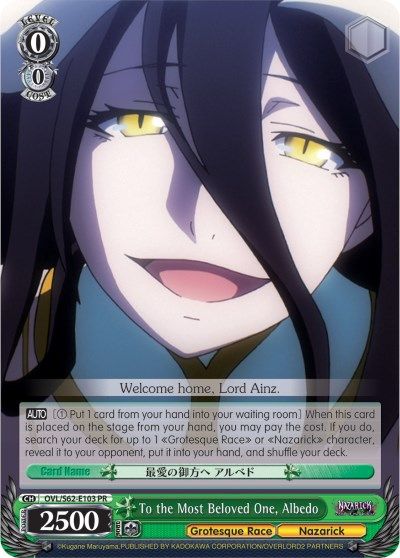 LEVEL
0
0
COST
Welcome home, Lord Ainz.
AUTO [① Put 1 card from your hand into your waiting room] When this card
is placed on the stage from your hand, you may pay the cost. If you do,
search your deck for up to 1 «Grotesque Race» or «Nazarick» character,
reveal it to your opponent, put it into your hand, and shuffle your deck.
Card Name 最愛の御方へ アルベド
CH OVL/S62-E103 PR
To the Most Beloved One, Albedo
NAZARICK
POWER 2500 SOUL
Grotesque Race Nazarick
©Kugane Maruyama,PUBLISHED BY KADOKAWA CORPORATION/OVERLORD2 PARTNERS